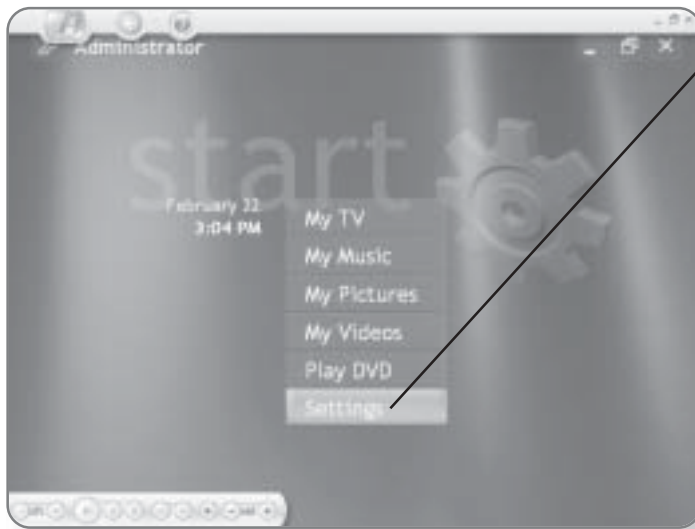 Administrator
start
February 22
3:04 PM
My TV
My Music
My Pictures
My Videos
Play DVD
Settings